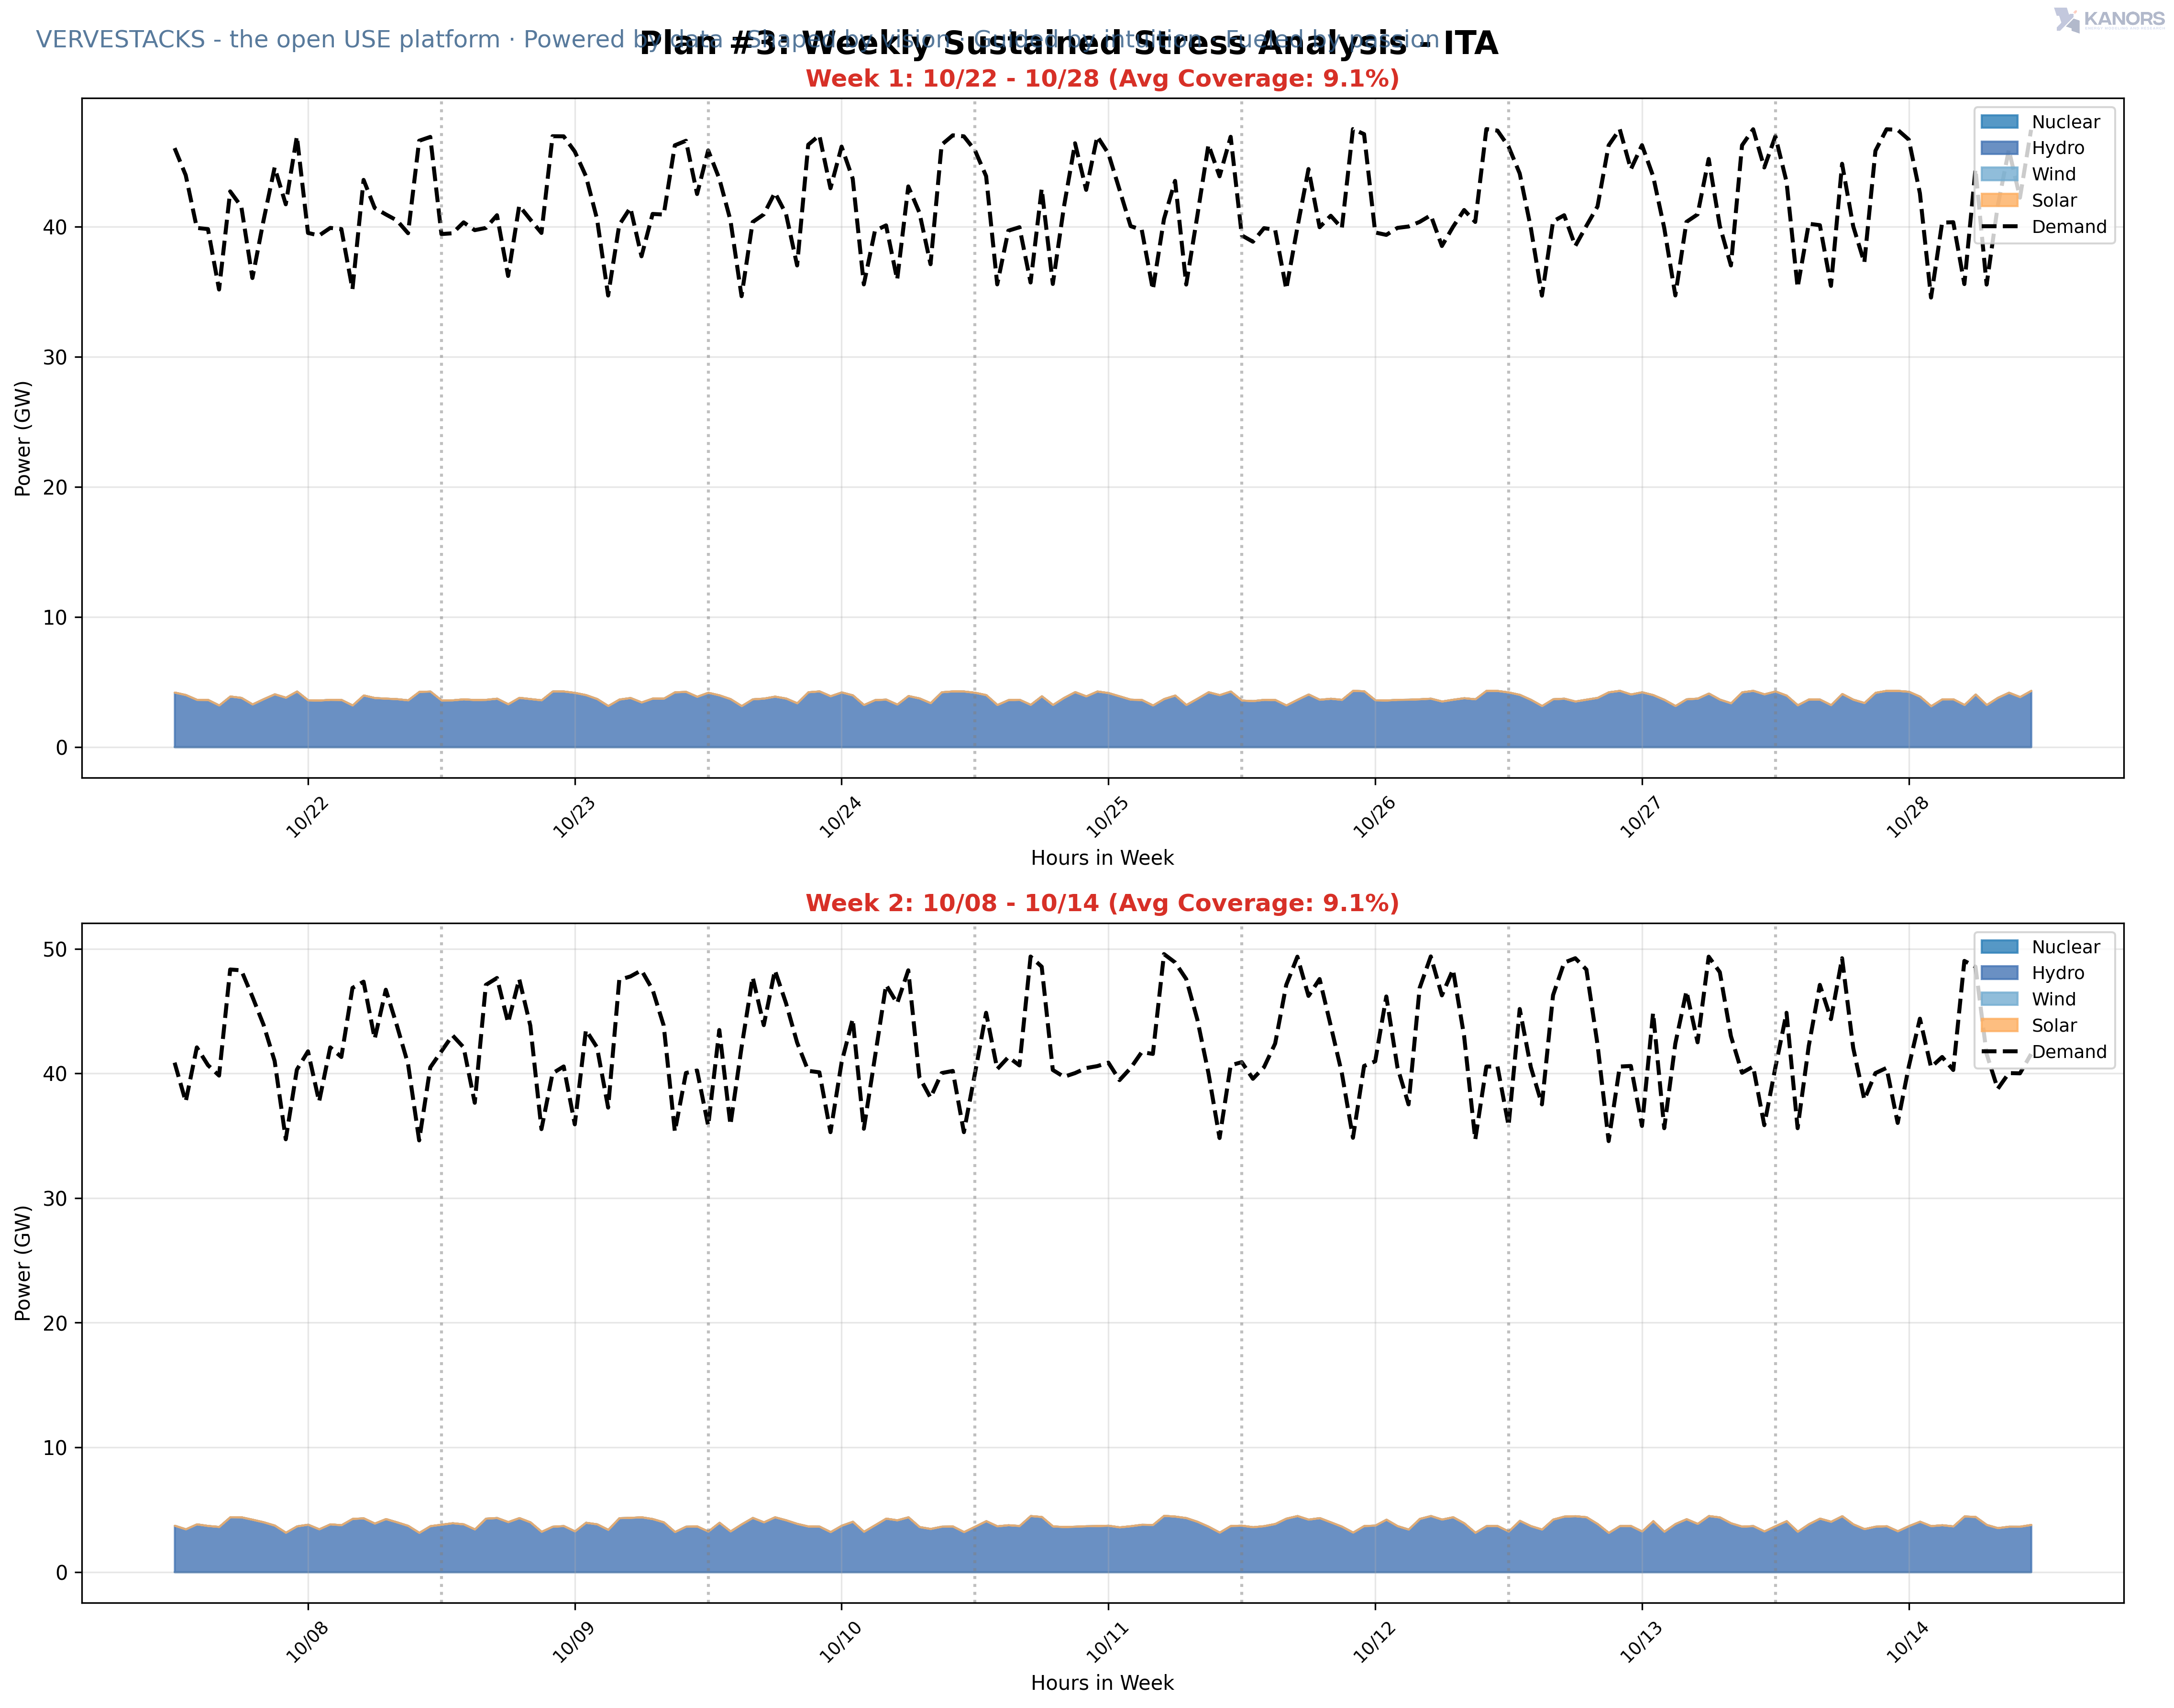 VERVESTACKS - the open USE platform · Powered by data · Shaped by vision · Guided by intuition · Fueled by passion
Plan #3: Weekly Sustained Stress Analysis - ITA
KANORS
Week 1: 10/22 - 10/28 (Avg Coverage: 9.1%)
Nuclear
Hydro
Wind
Solar
Demand
Power (GW)
40
30
20
10
0
10/22
10/23
10/24
10/25
10/26
10/27
10/28
Hours in Week
Week 2: 10/08 - 10/14 (Avg Coverage: 9.1%)
Nuclear
Hydro
Wind
Solar
Demand
Power (GW)
50
40
30
20
10
0
10/08
10/09
10/10
10/11
10/12
10/13
10/14
Hours in Week